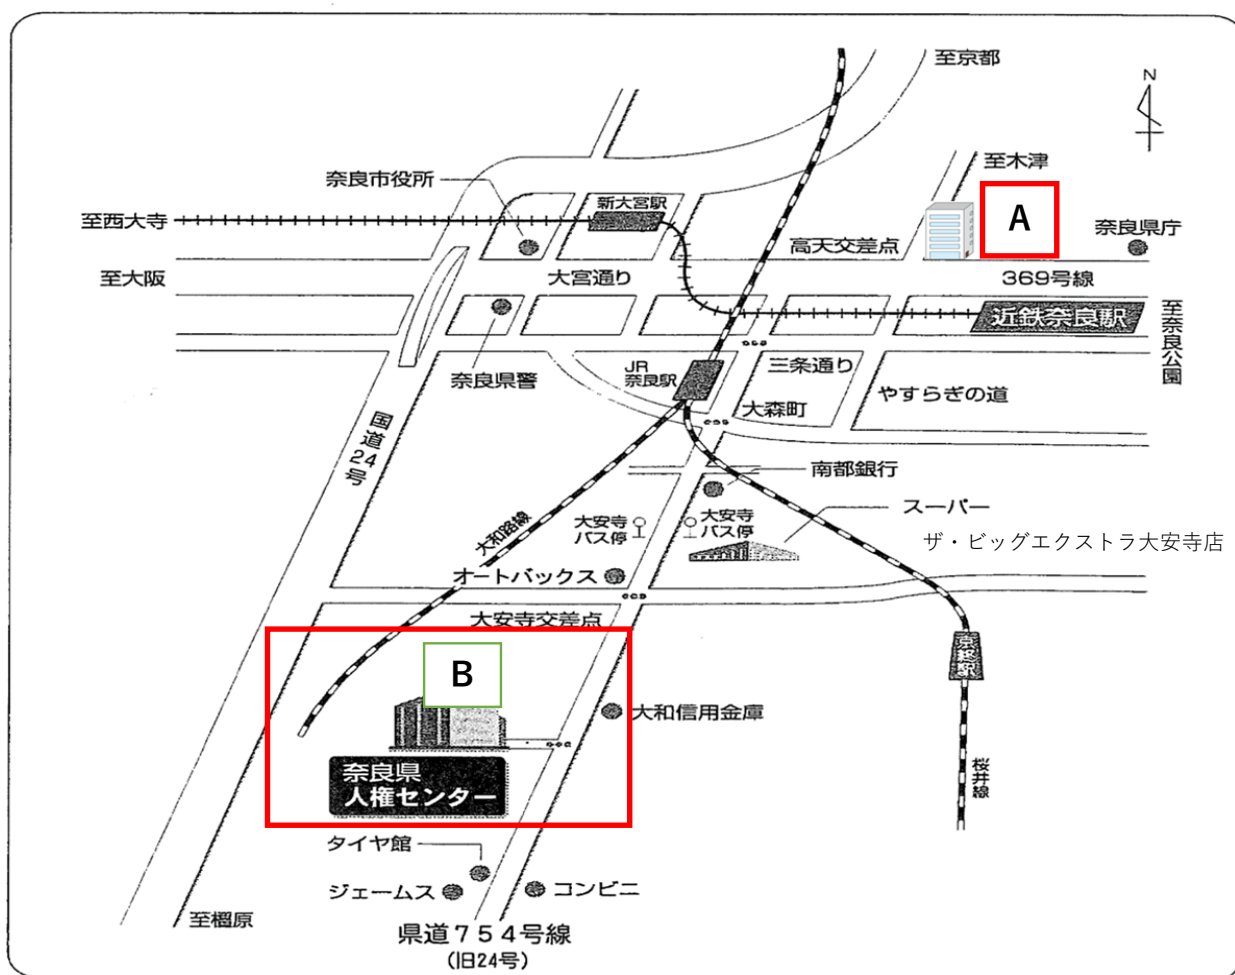 至京都
N
至木津
奈良市役所
新大宮駅
A
至西大寺
奈良県庁
高天交差点
至大阪
大宮通り
369号線
近鉄奈良駅
至奈良公園
奈良県警
JR
奈良駅
三条通り
やすらぎの道
大森町
国道24号
南都銀行
スーパー
大安寺
バス停
大安寺
バス停
ザ・ビッグエクストラ大安寺店
大和路線
オートバックス
大安寺交差点
京終駅
B
大和信用金庫
奈良県
人権センター
桜井線
タイヤ館
ジェームス
コンビニ
至橿原
県道754号線
(旧24号)